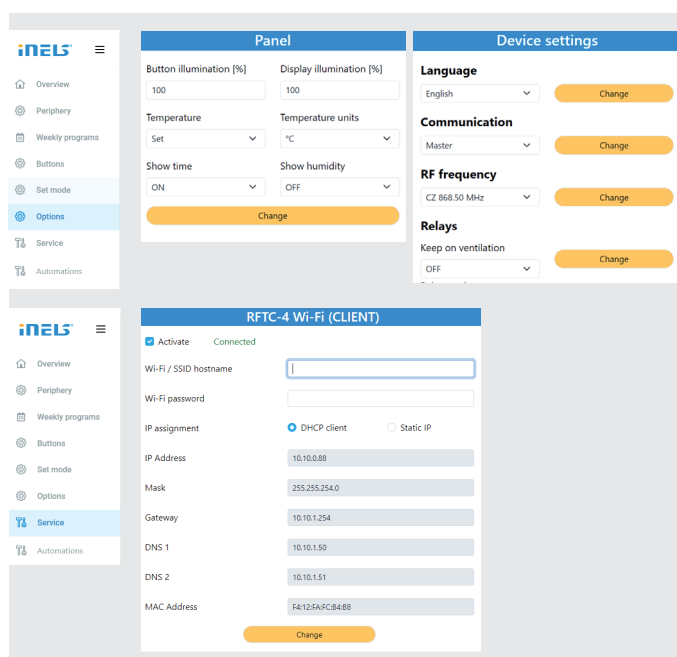 iNELS
Overview
Periphery
Weekly programs
Buttons
Set mode
Options
Service
Automations
Panel
Button illumination [%] Display illumination [%]
100 100
Temperature Temperature units
Set °C
Show time Show humidity
ON OFF
Change
Device settings
Language
English Change
Communication
Master Change
RF frequency
CZ 868.50 MHz Change
Relays
Keep on ventilation
OFF Change
iNELS
Overview
Periphery
Weekly programs
Buttons
Set mode
Options
Service
Automations
RFTC-4 Wi-Fi (CLIENT)
Activate Connected
Wi-Fi / SSID hostname
Wi-Fi password
IP assignment DHCP client Static IP
IP Address 10.10.0.88
Mask 255.255.254.0
Gateway 10.10.1.254
DNS 1 10.10.1.50
DNS 2 10.10.1.51
MAC Address F4:12:FA:FC:B4:B8
Change